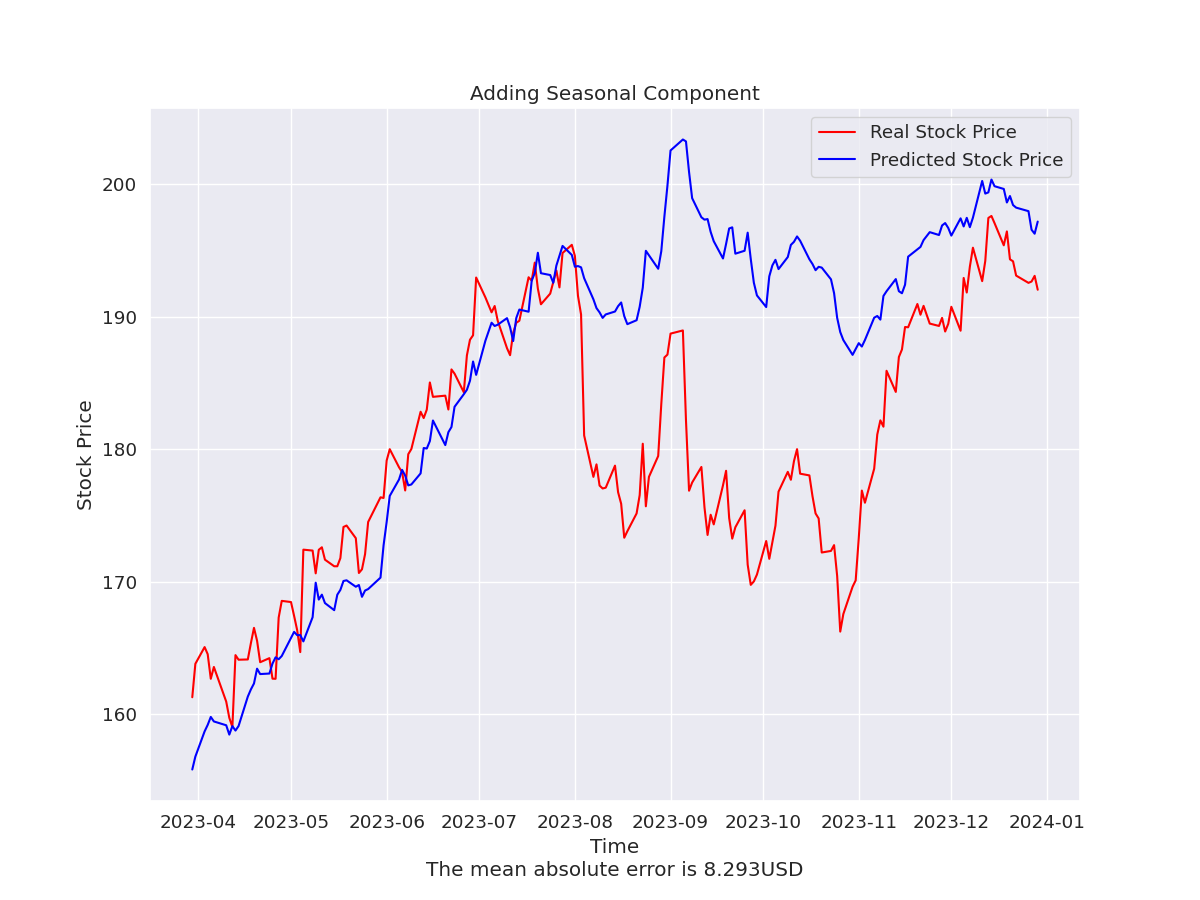 Adding Seasonal Component
Real Stock Price
Predicted Stock Price
Stock Price
200
190
180
170
160
2023-04 2023-05 2023-06 2023-07 2023-08 2023-09 2023-10 2023-11 2023-12 2024-01
Time
The mean absolute error is 8.293USD